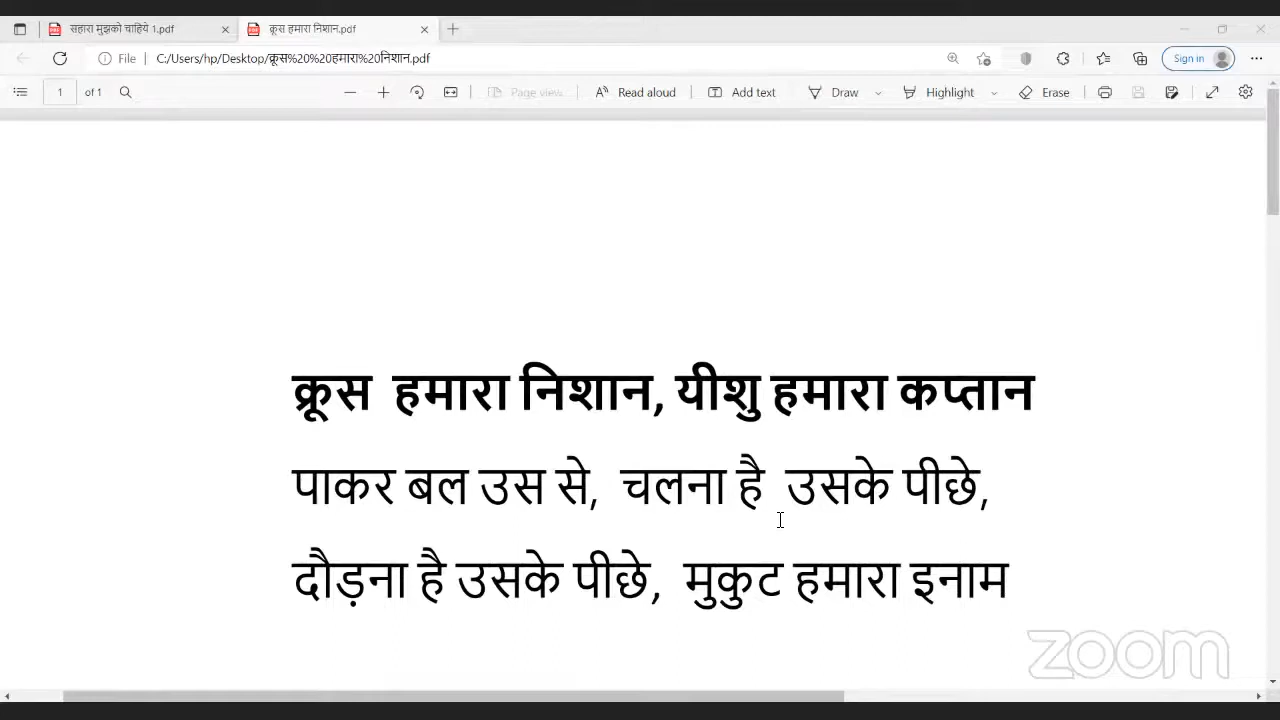 सहारा मुझको चाहिये 1.pdf
क्रूस हमारा निशान.pdf
File
C:/Users/hp/Desktop/क्रूस%20%20हमारा%20निशान.pdf
Sign in
1 of 1
Page view
Read aloud
Add text
Draw
Highlight
Erase
क्रूस हमारा निशान, यीशु हमारा कप्तान
पाकर बल उस से, चलना है उसके पीछे,
दौड़ना है उसके पीछे, मुकुट हमारा इनाम
zoom